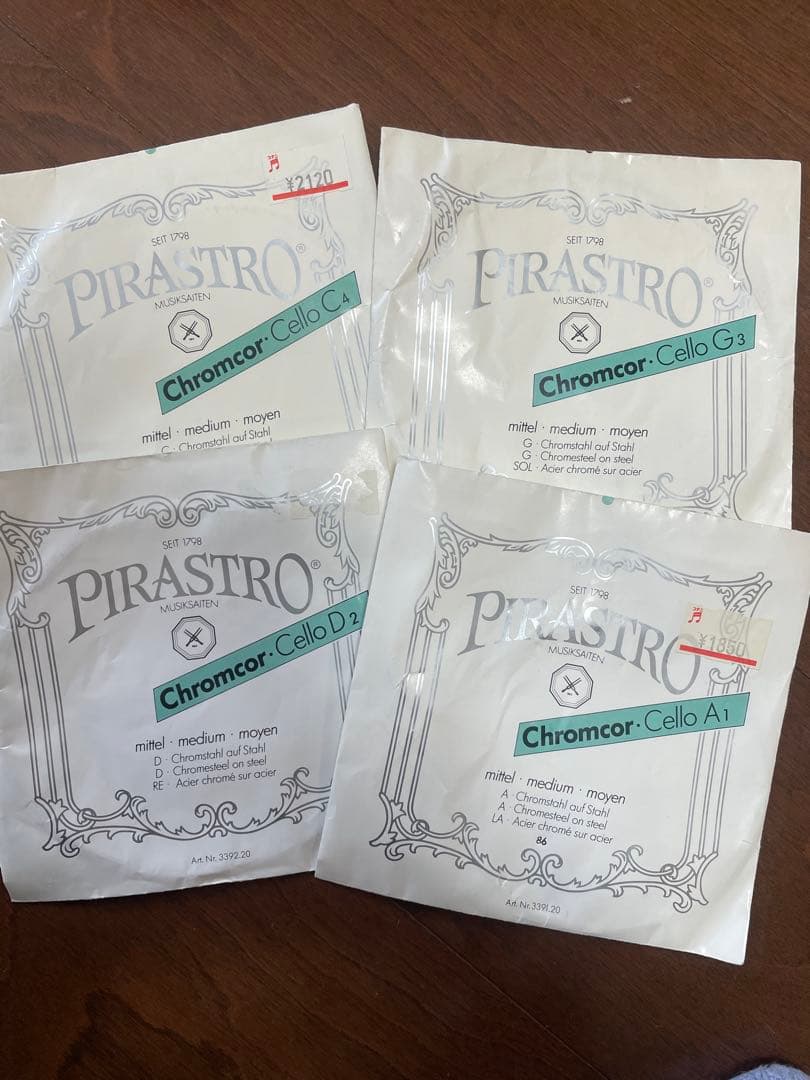 ¥2120
SEIT 1798
PIRASTRO®
MUSIKSAITEN
Chromcor · Cello C4
mittel · medium · moyen
C · Chromstahl auf Stahl
SEIT 1798
PIRASTRO®
MUSIKSAITEN
Chromcor · Cello G3
mittel · medium · moyen
G · Chromstahl auf Stahl
G · Chromesteel on steel
SOL · Acier chromé sur acier
SEIT 1798
PIRASTRO®
MUSIKSAITEN
Chromcor · Cello D2
mittel · medium · moyen
D · Chromstahl auf Stahl
D · Chromesteel on steel
RE · Acier chromé sur acier
Art. Nr. 3392.20
SEIT 1798
¥1850
PIRASTRO
MUSIKSAITEN
Chromcor · Cello A1
mittel · medium · moyen
A · Chromstahl auf Stahl
A · Chromesteel on steel
LA · Acier chromé sur acier
86
Art. Nr. 3391.20